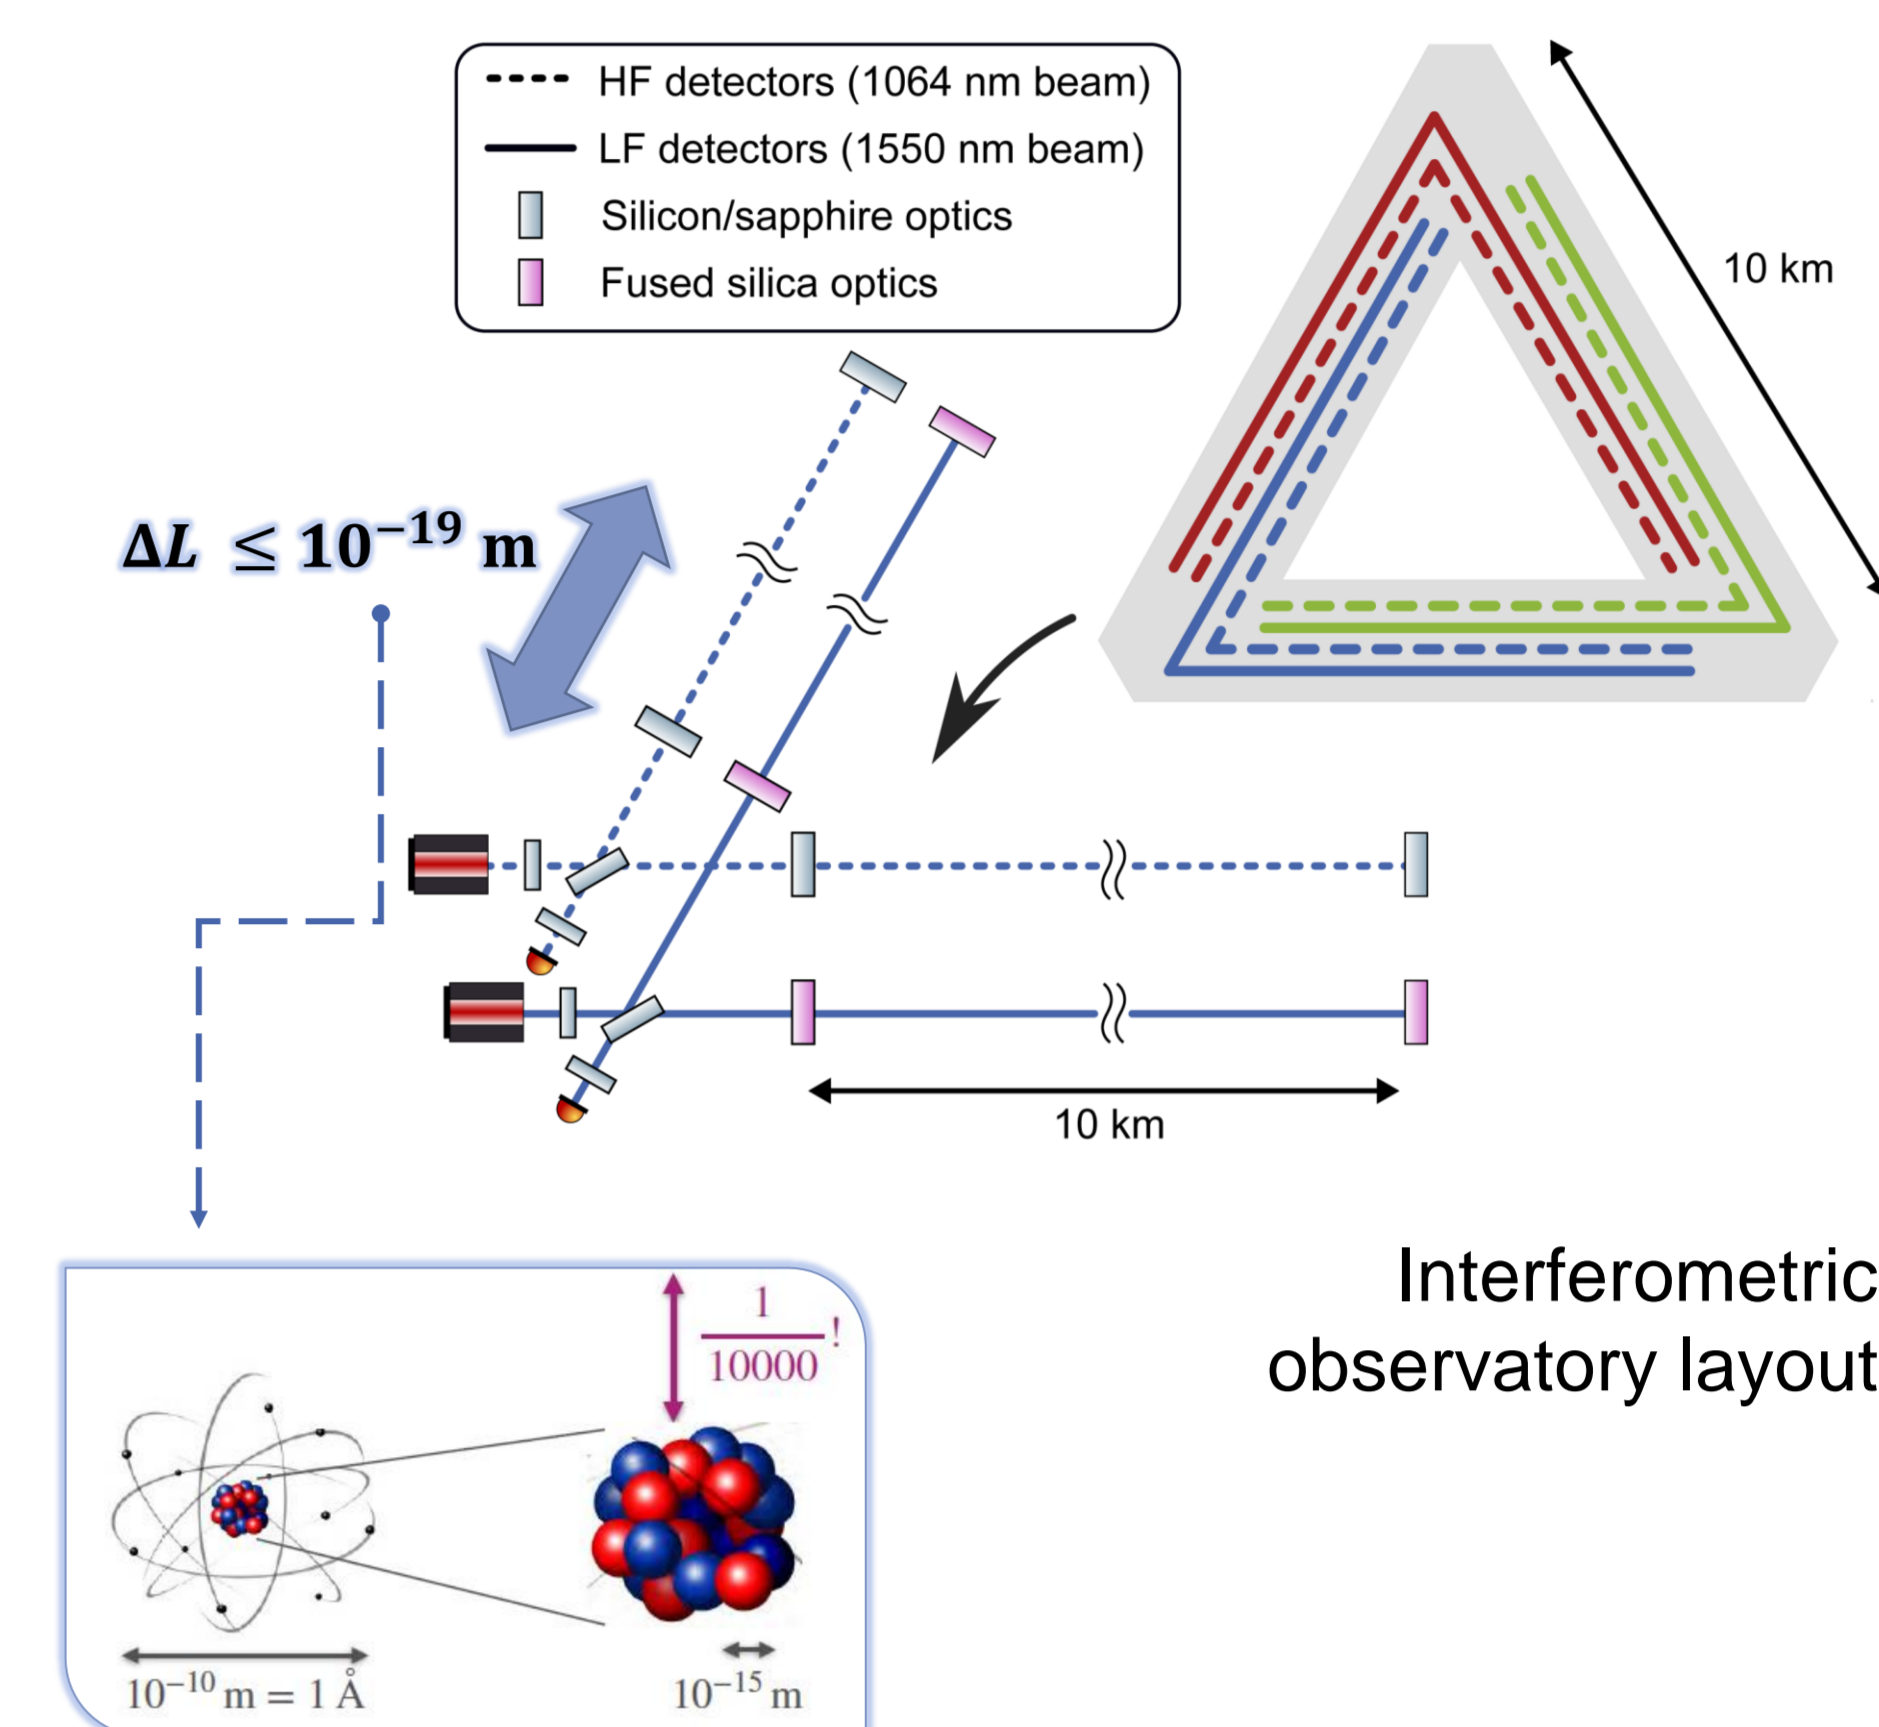 HF detectors (1064 nm beam)
LF detectors (1550 nm beam)
Silicon/sapphire optics
Fused silica optics
10 km
ΔL ≤ 10⁻¹⁹ m
10 km
Interferometric
observatory layout
1
10000 !
10⁻¹⁰ m = 1 Å
10⁻¹⁵ m